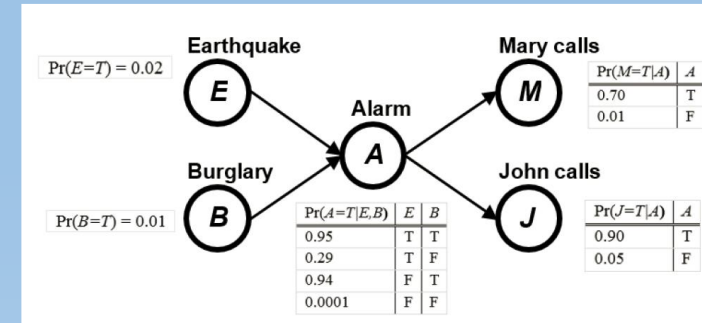 Earthquake
Pr(E=T) = 0.02
E
Burglary
Pr(B=T) = 0.01
B
Alarm
A
Pr(A=T|E,B) E B
0.95 T T
0.29 T F
0.94 F T
0.0001 F F
Mary calls
M
Pr(M=T|A) A
0.70 T
0.01 F
John calls
J
Pr(J=T|A) A
0.90 T
0.05 F